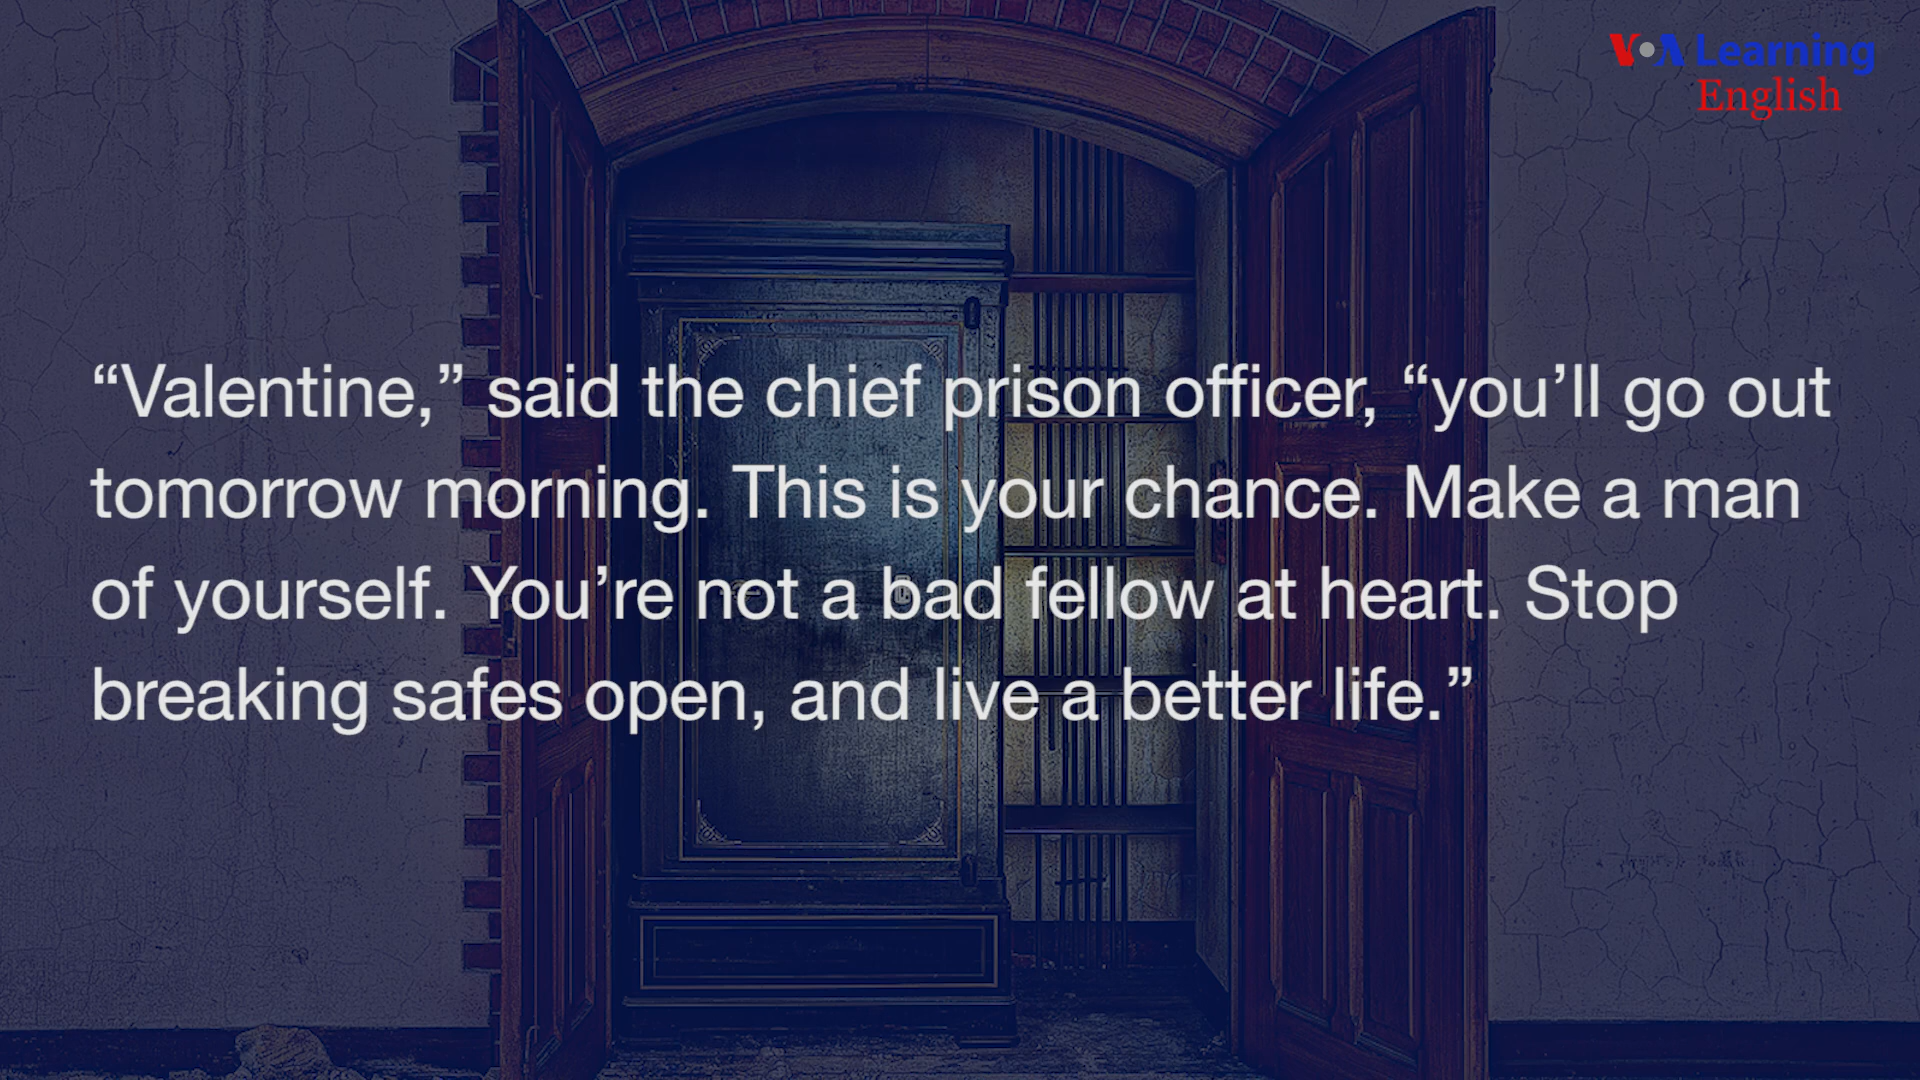 VOA Learning
English
“Valentine,” said the chief prison officer, “you’ll go out
tomorrow morning. This is your chance. Make a man
of yourself. You’re not a bad fellow at heart. Stop
breaking safes open, and live a better life.”